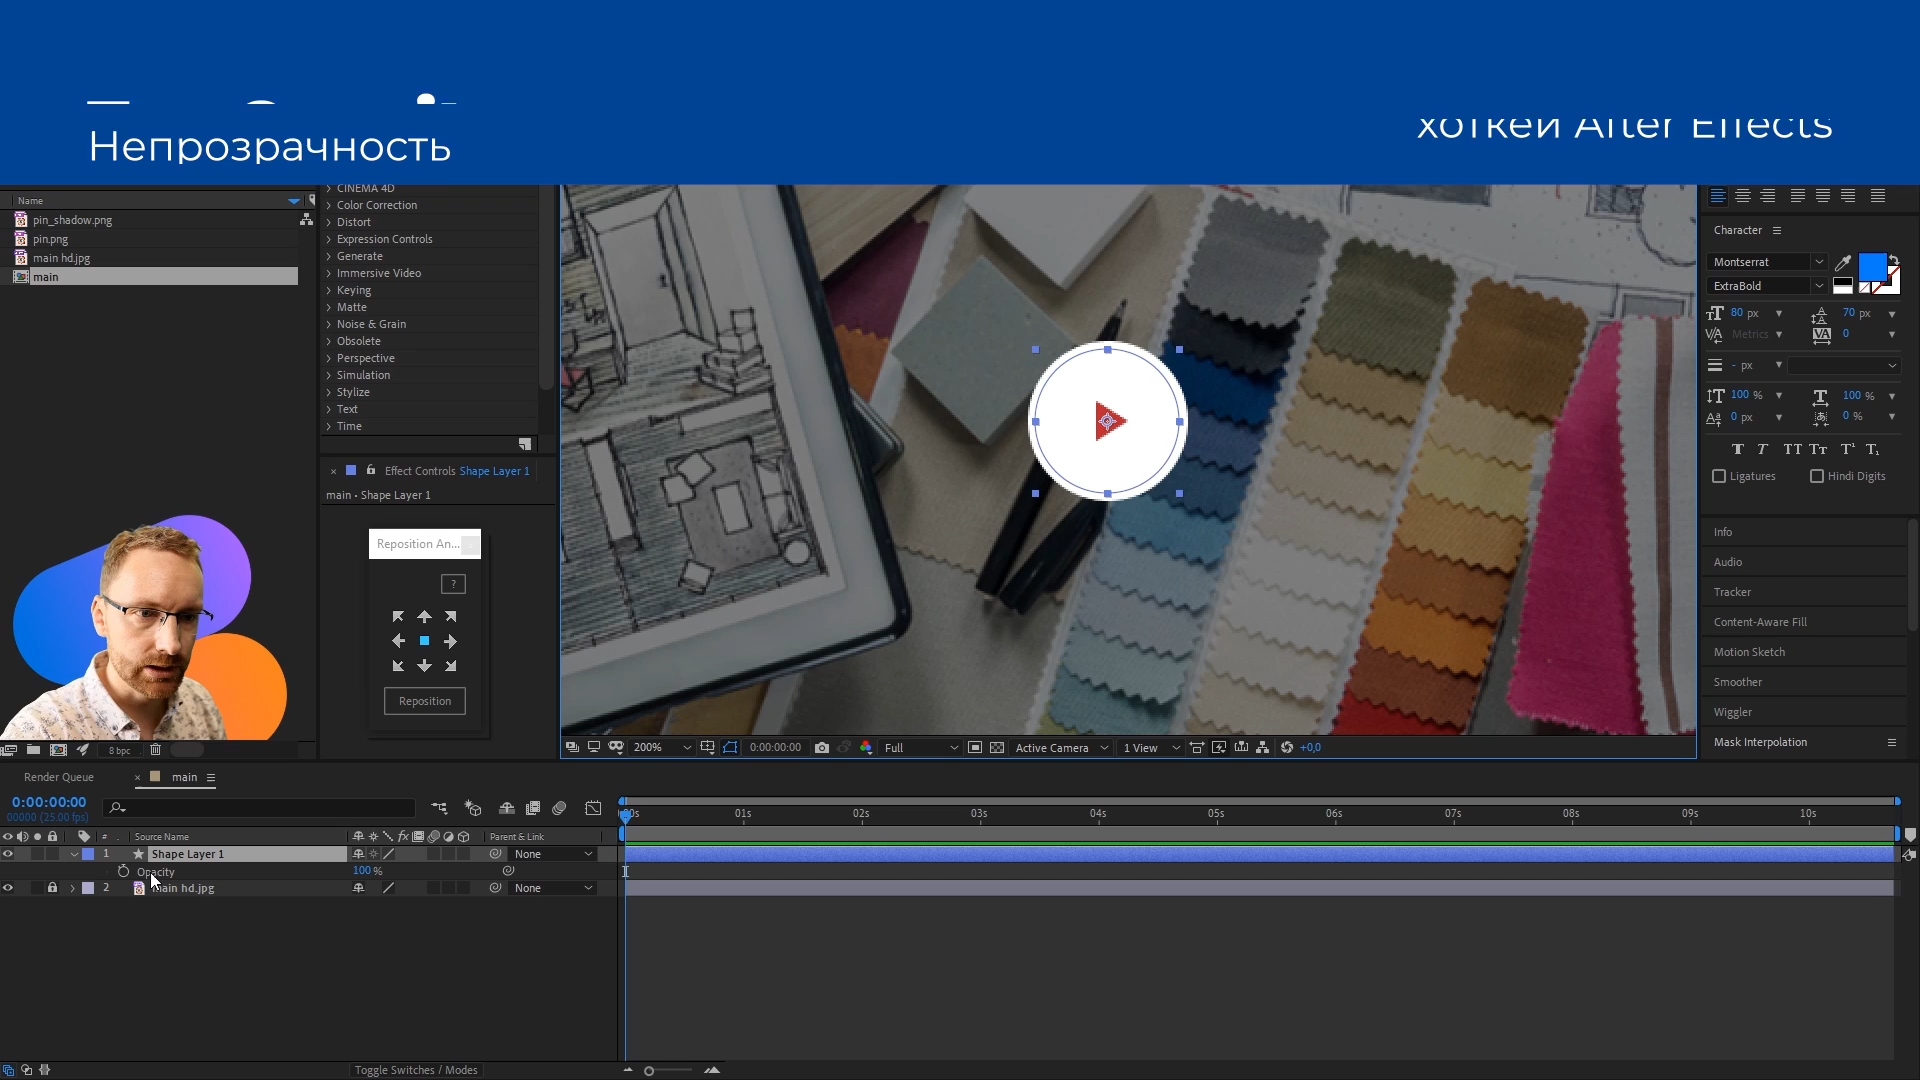 Непрозрачность
хоткей After Effects
Name
pin_shadow.png
pin.png
main hd.jpg
main
8 bpc
CINEMA 4D
Color Correction
Distort
Expression Controls
Generate
Immersive Video
Keying
Matte
Noise & Grain
Obsolete
Perspective
Simulation
Stylize
Text
Time
Effect Controls Shape Layer 1
main • Shape Layer 1
Reposition An...
?
Reposition
200%
0:00:00:00
Full
Active Camera
1 View
+0,0
Character
Montserrat
ExtraBold
80 px
70 px
Metrics
0
- px
100 %
100 %
0 px
0 %
Ligatures
Hindi Digits
Info
Audio
Tracker
Content-Aware Fill
Motion Sketch
Smoother
Wiggler
Mask Interpolation
Render Queue
main
0:00:00:00
00000 (25.00 fps)
01s 02s 03s 04s 05s 06s 07s 08s 09s 10s
# Source Name
Parent & Link
1 Shape Layer 1 None
Opacity 100 %
2 main hd.jpg None
Toggle Switches / Modes